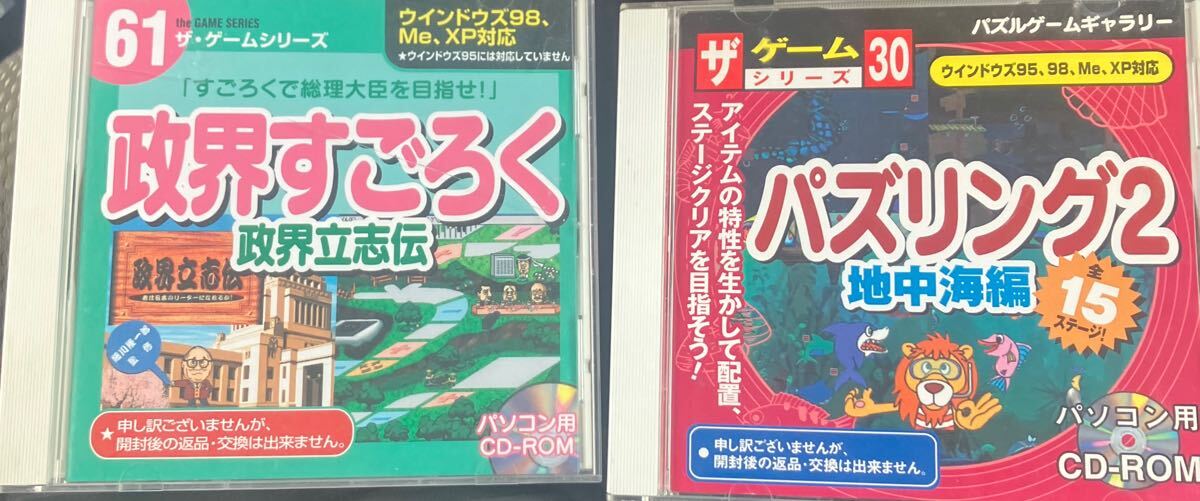 61
the GAME SERIES
ザ・ゲームシリーズ
ウインドウズ98、
Me、XP対応
★ウインドウズ95には対応していません
「すごろくで総理大臣を目指せ!」
政界すごろく
政界立志伝
政界立志伝
監修
★申し訳ございませんが、
開封後の返品・交換は出来ません。
パソコン用
CD-ROM
ザ ゲーム
シリーズ 30
パズルゲームギャラリー
ウインドウズ95、98、Me、XP対応
アイテムの特性を生かして配置、
ステージクリアを目指そう!
パズリング2
地中海編
全
15
ステージ!
●申し訳ございませんが、
開封後の返品・交換は出来ません。
パソコン用
CD-ROM